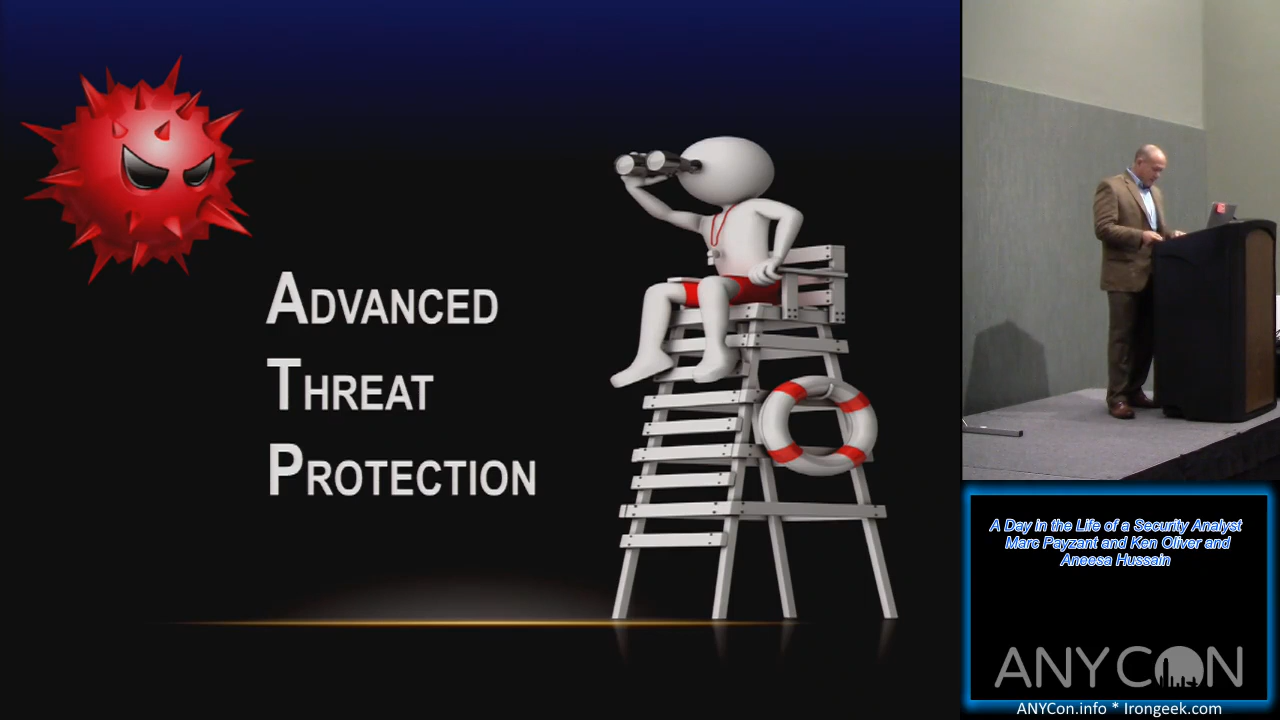 ADVANCED
THREAT
PROTECTION
A Day in the Life of a Security Analyst
Marc Payzant and Ken Oliver and
Aneesa Hussain
ANYCON
ANYCon.info * Irongeek.com